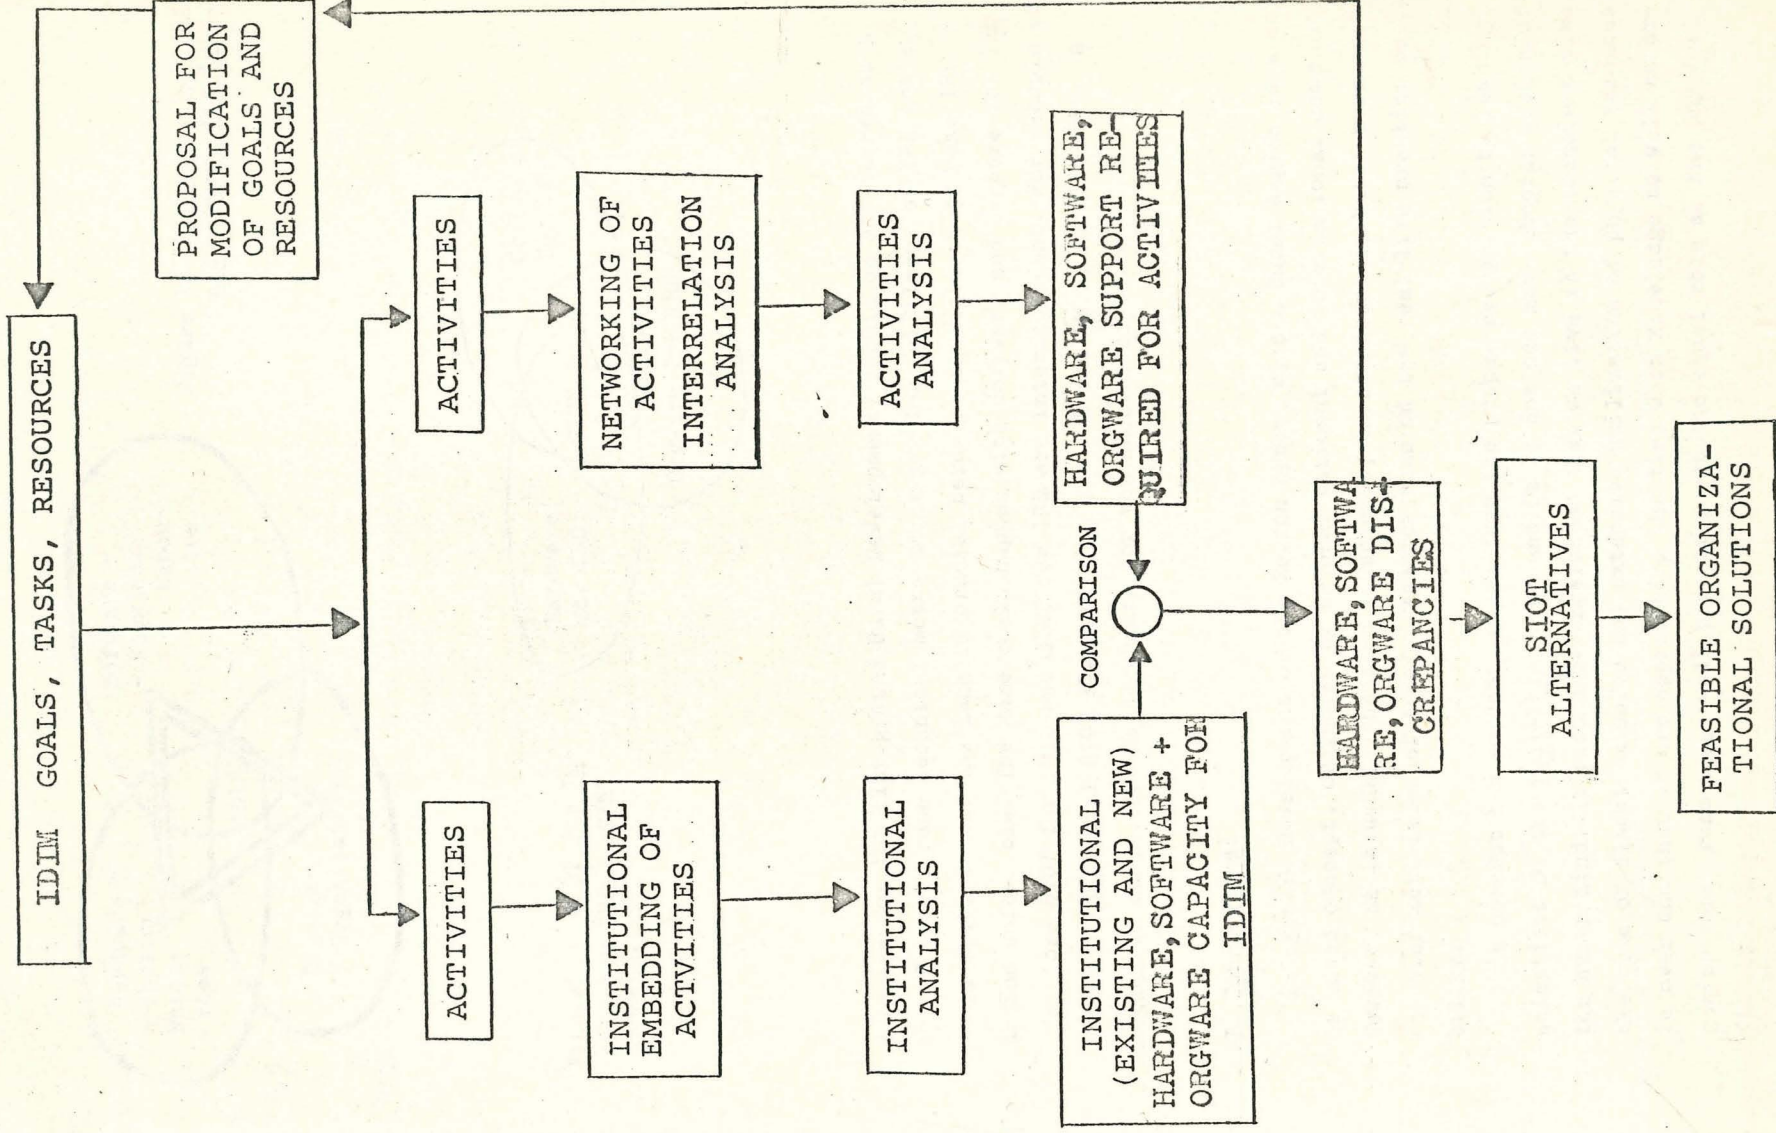 IDIM GOALS, TASKS, RESOURCES
PROPOSAL FOR
MODIFICATION
OF GOALS AND
RESOURCES
ACTIVITIES
INSTITUTIONAL
EMBEDDING OF
ACTVITIES
INSTITUTIONAL
ANALYSIS
INSTITUTIONAL
(EXISTING AND NEW)
HARDWARE,SOFTWARE +
ORGWARE CAPACITY FOR
IDIM
ACTIVITIES
NETWORKING OF
ACTIVITIES
INTERRELATION
ANALYSIS
ACTIVITIES
ANALYSIS
HARDWARE, SOFTWARE,
ORGWARE SUPPORT RE-
QUIRED FOR ACTIVITIES
COMPARISON
HARDWARE,SOFTWA
RE,ORGWARE DIS-
CREPANCIES
SIOT
ALTERNATIVES
FEASIBLE ORGANIZA-
TIONAL SOLUTIONS